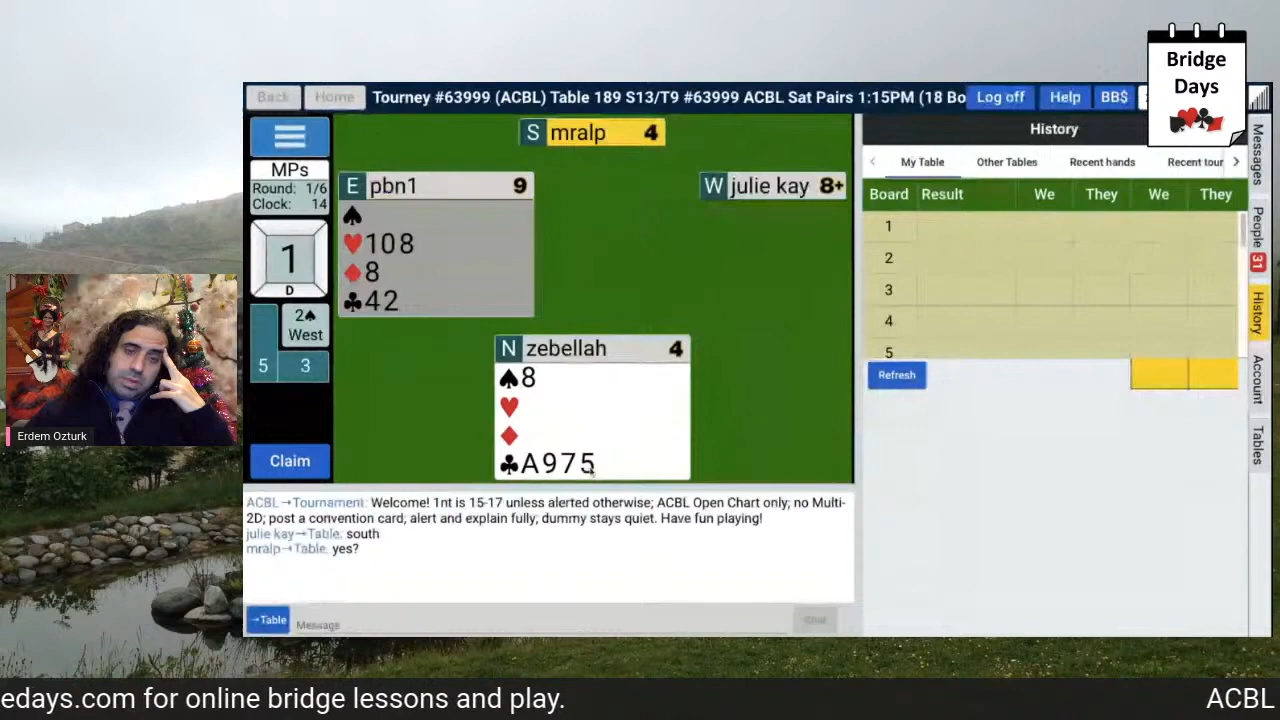 Bridge
Days
Back
Home
Tourney #63999 (ACBL) Table 189 S13/T9 #63999 ACBL Sat Pairs 1:15PM (18 Bo
Log off
Help
BB$
MPs
Round: 1/6
Clock: 14
1
D
2♠
West
5 3
Claim
S mralp 4
E pbn1 9
♠
♥108
♦8
♣42
W julie kay 8+
N zebellah 4
♠8
♥
♦
♣A975
History
My Table
Other Tables
Recent hands
Recent tour
Board Result We They We They
1
2
3
4
5
Refresh
Messages
People 31
History
Account
Tables
ACBL→Tournament: Welcome! 1nt is 15-17 unless alerted otherwise; ACBL Open Chart only; no Multi-
2D; post a convention card; alert and explain fully; dummy stays quiet. Have fun playing!
julie kay→Table: south
mralp→Table: yes?
→Table
Message
Chat
Erdem Ozturk
edays.com for online bridge lessons and play.
ACBL